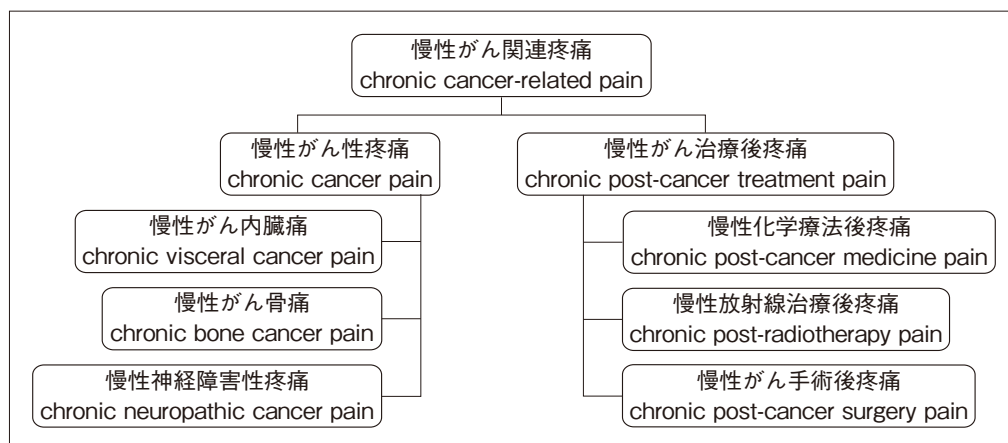 慢性がん関連疼痛
chronic cancer-related pain
慢性がん性疼痛
chronic cancer pain
慢性がん治療後疼痛
chronic post-cancer treatment pain
慢性がん内臓痛
chronic visceral cancer pain
慢性がん骨痛
chronic bone cancer pain
慢性神経障害性疼痛
chronic neuropathic cancer pain
慢性化学療法後疼痛
chronic post-cancer medicine pain
慢性放射線治療後疼痛
chronic post-radiotherapy pain
慢性がん手術後疼痛
chronic post-cancer surgery pain